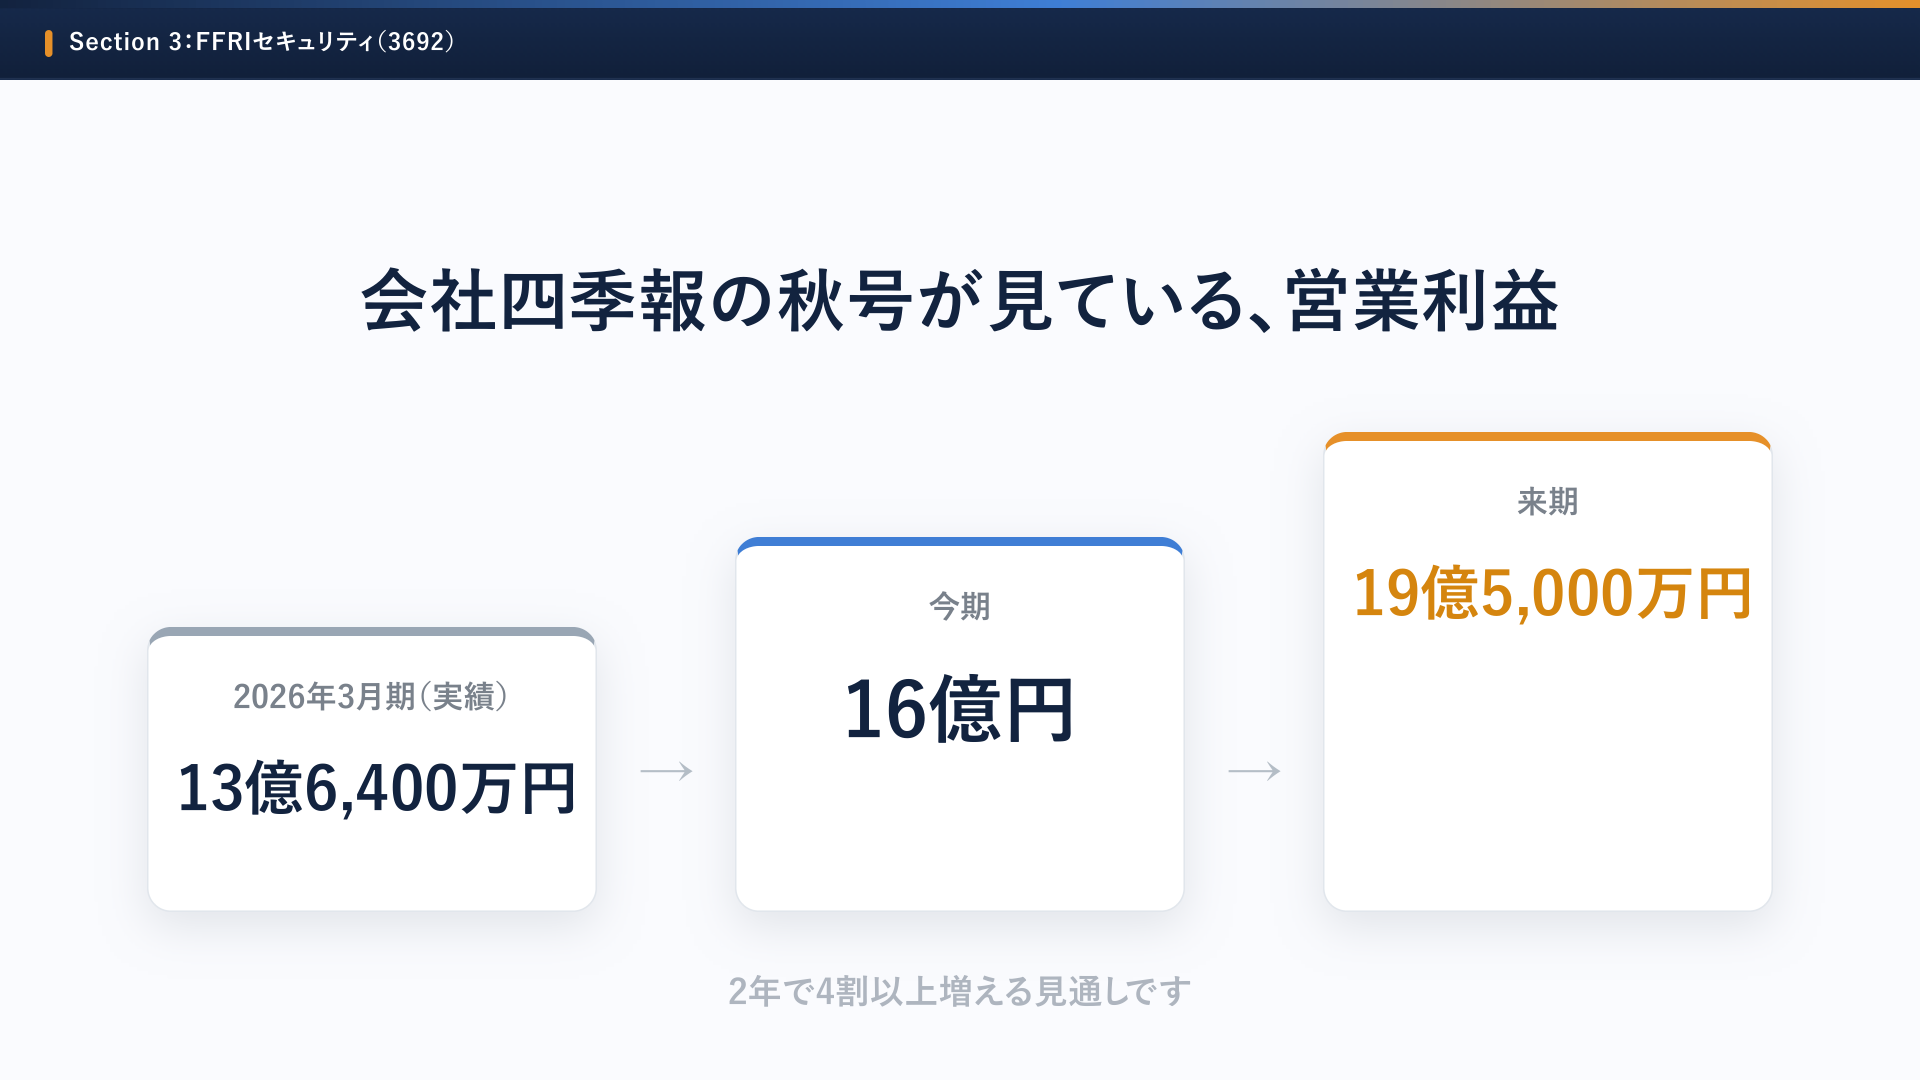 Section 3：FFRIセキュリティ（3692）
会社四季報の秋号が見ている、営業利益
2026年3月期（実績）
13億6,400万円
→
今期
16億円
→
来期
19億5,000万円
2年で4割以上増える見通しです